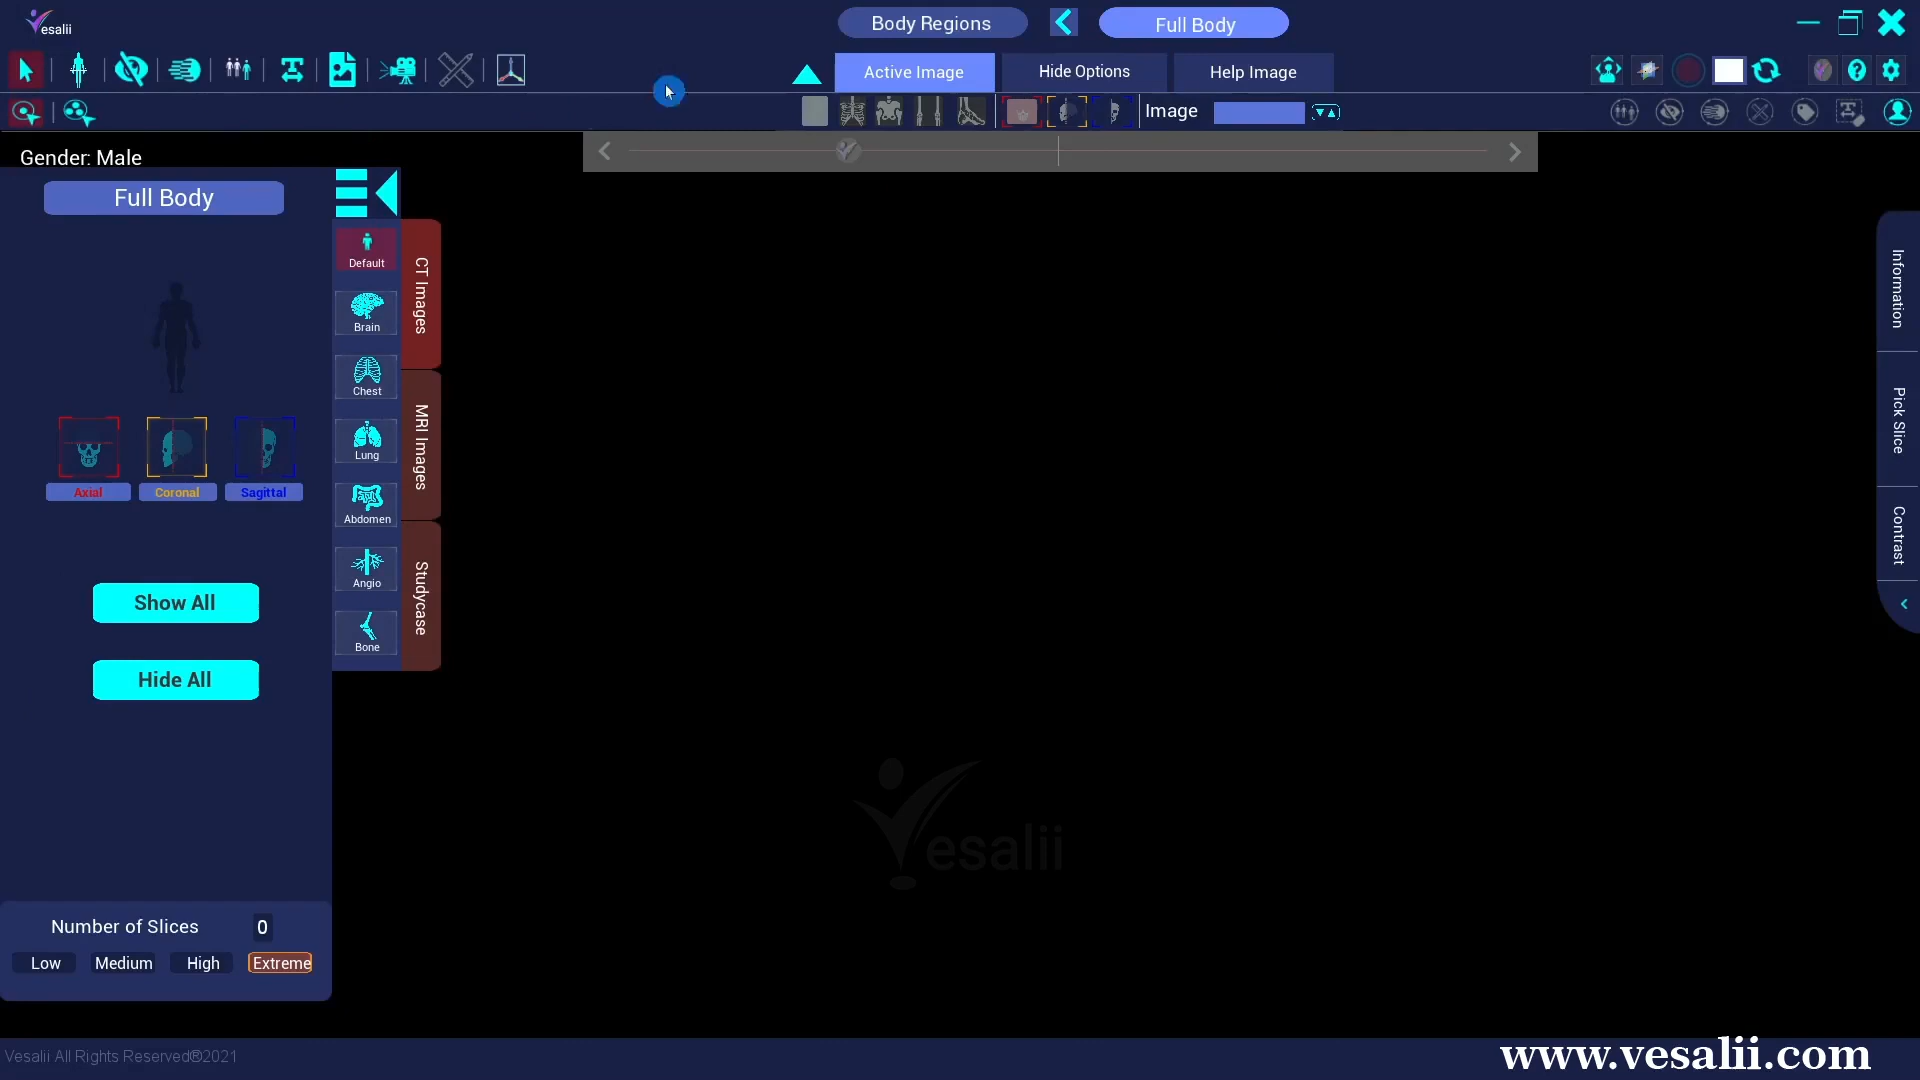 Vesalii
Body Regions
Full Body
Active Image
Hide Options
Help Image
Image
Gender: Male
Full Body
Default
Brain
Chest
Lung
Abdomen
Angio
Bone
CT Images
MRI Images
Studycase
Axial
Coronal
Sagittal
Show All
Hide All
Number of Slices 0
Low Medium High Extreme
Information
Pick Slice
Contrast
Vesalii
Vesalii All Rights Reserved®2021
www.vesalii.com